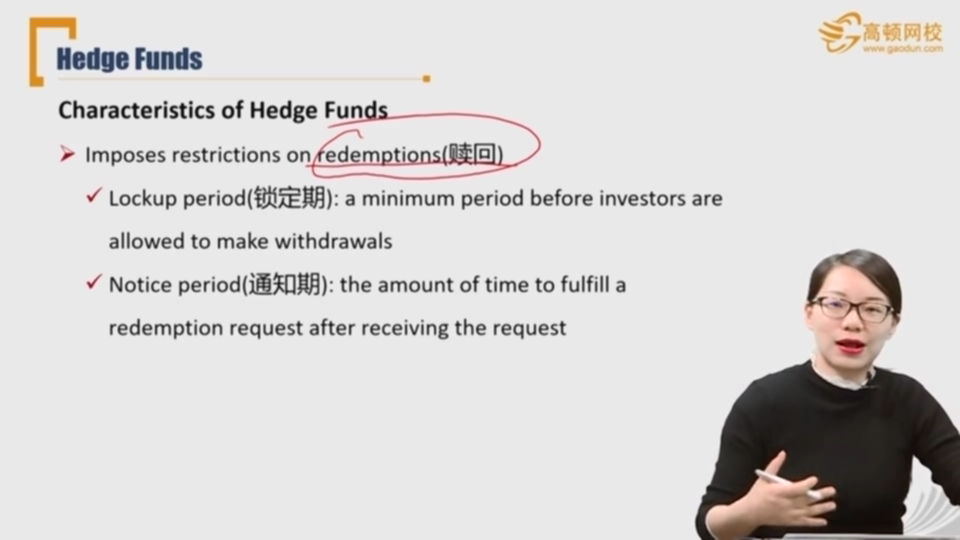 Hedge Funds
高顿网校
www.gaodun.com
Characteristics of Hedge Funds
Imposes restrictions on redemptions(赎回)
Lockup period(锁定期): a minimum period before investors are
allowed to make withdrawals
Notice period(通知期): the amount of time to fulfill a
redemption request after receiving the request